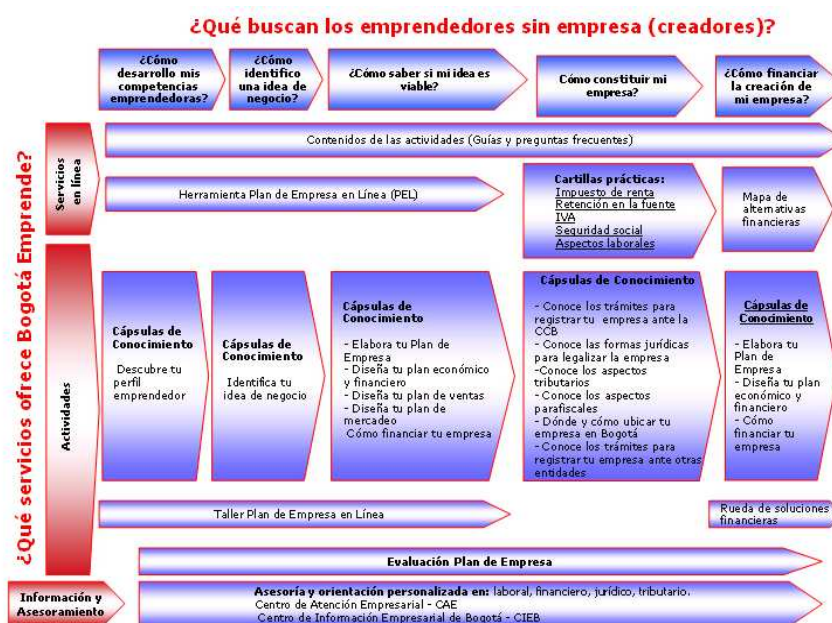 ¿Qué buscan los emprendedores sin empresa (creadores)?
¿Cómo
desarrollo mis
competencias
emprendedoras?
¿Cómo
identifico
una idea de
negocio?
¿Cómo saber si mi idea es
viable?
Cómo constituir mi
empresa?
¿Cómo financiar
la creación de
mi empresa?
¿Qué servicios ofrece Bogotá Emprende?
Servicios
en línea
Contenidos de las actividades (Guías y preguntas frecuentes)
Herramienta Plan de Empresa en Línea (PEL)
Cartillas prácticas:
Impuesto de renta
Retención en la fuente
IVA
Seguridad social
Aspectos laborales
Mapa de
alternativas
financieras
Actividades
Cápsulas de
Conocimiento
Descubre tu
perfil
emprendedor
Cápsulas de
Conocimiento
Identifica tu
idea de negocio
Cápsulas de
Conocimiento
- Elabora tu Plan de
Empresa
- Diseña tu plan económico
y financiero
- Diseña tu plan de ventas
- Diseña tu plan de
mercadeo
Cómo financiar tu empresa
Cápsulas de Conocimiento
- Conoce los trámites para
registrar tu empresa ante la
CCB
- Conoce las formas jurídicas
para legalizar la empresa
-Conoce los aspectos
tributarios
- Conoce los aspectos
parafiscales
- Dónde y cómo ubicar tu
empresa en Bogotá
- Conoce los trámites para
registrar tu empresa ante otras
entidades
Cápsulas de
Conocimiento
- Elabora tu
Plan de
Empresa
- Diseña tu plan
económico y
financiero
- Cómo
financiar tu
empresa
Taller Plan de Empresa en Línea
Rueda de soluciones
financieras
Evaluación Plan de Empresa
Información y
Asesoramiento
Asesoría y orientación personalizada en: laboral, financiero, jurídico, tributario.
Centro de Atención Empresarial - CAE
Centro de Información Empresarial de Bogotá - CIEB